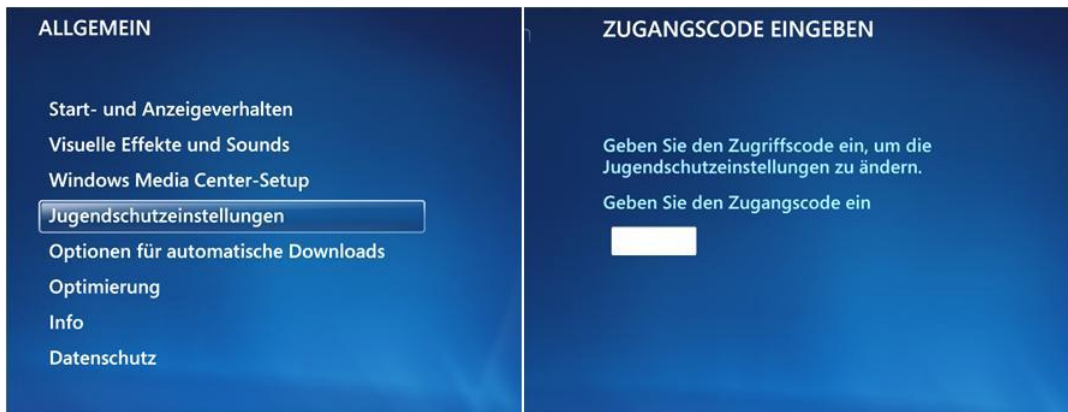 ALLGEMEIN
Start- und Anzeigeverhalten
Visuelle Effekte und Sounds
Windows Media Center-Setup
Jugendschutzeinstellungen
Optionen für automatische Downloads
Optimierung
Info
Datenschutz
ZUGANGSCODE EINGEBEN
Geben Sie den Zugriffscode ein, um die
Jugendschutzeinstellungen zu ändern.
Geben Sie den Zugangscode ein